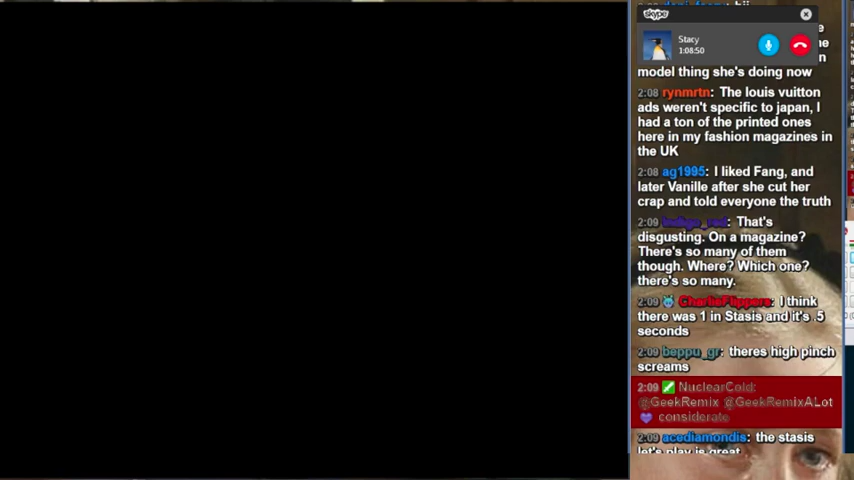 skype
Stacy
1:08:50
model thing she's doing now
2:08 rynmrtn: The louis vuitton
ads weren't specific to japan, I
had a ton of the printed ones
here in my fashion magazines in
the UK
2:08 ag1995: I liked Fang, and
later Vanille after she cut her
crap and told everyone the truth
2:09 That's
disgusting. On a magazine?
There's so many of them
though. Where? Which one?
there's so many.
2:09 CharlieFlippers: I think
there was 1 in Stasis and it's .5
seconds
2:09 beppu_gr: theres high pinch
screams
2:09 NuclearCold:
@GeekRemix @GeekRemixALot
considerate
2:09 acediamondis: the stasis
let's play is great